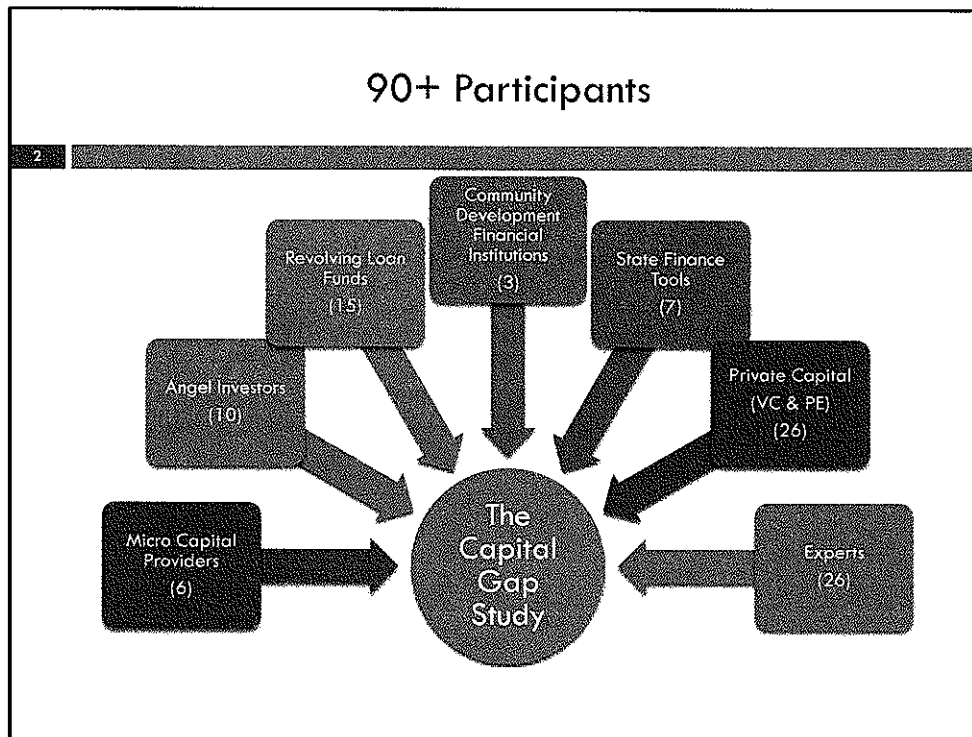 90+ Participants
2
Community
Development
Financial
Institutions
(3)
Revolving Loan
Funds
(15)
State Finance
Tools
(7)
Angel Investors
(10)
Private Capital
(VC & PE)
(26)
Micro Capital
Providers
(6)
The
Capital
Gap
Study
Experts
(26)